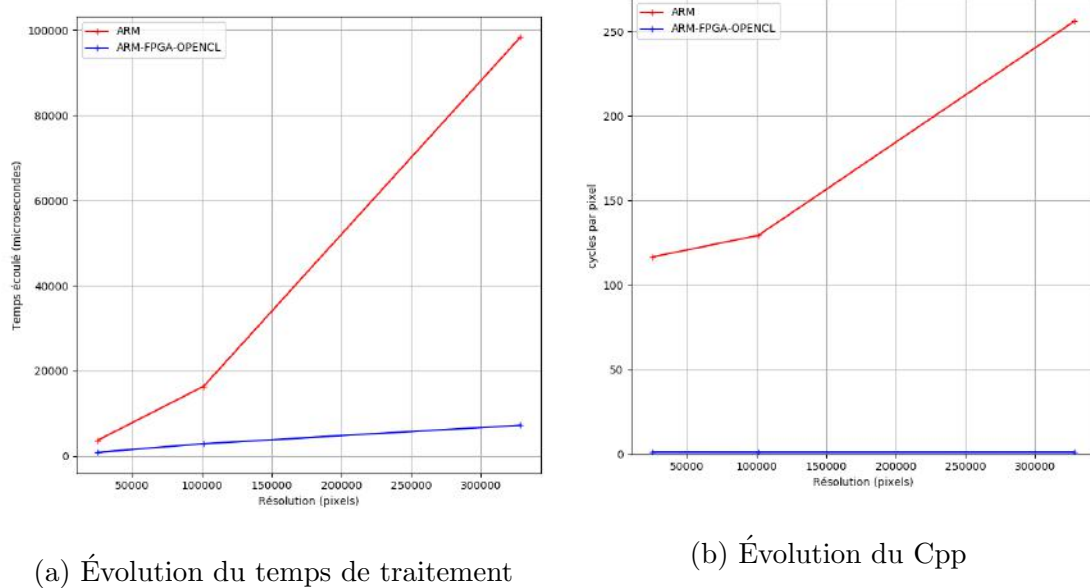 ARM
ARM-FPGA-OPENCL
100000
80000
60000
40000
20000
0
Temps écoulé (microsecondes)
50000 100000 150000 200000 250000 300000
Résolution (pixels)
(a) Évolution du temps de traitement
ARM
ARM-FPGA-OPENCL
250
200
150
100
50
0
cycles par pixel
50000 100000 150000 200000 250000 300000
Résolution (pixels)
(b) Évolution du Cpp